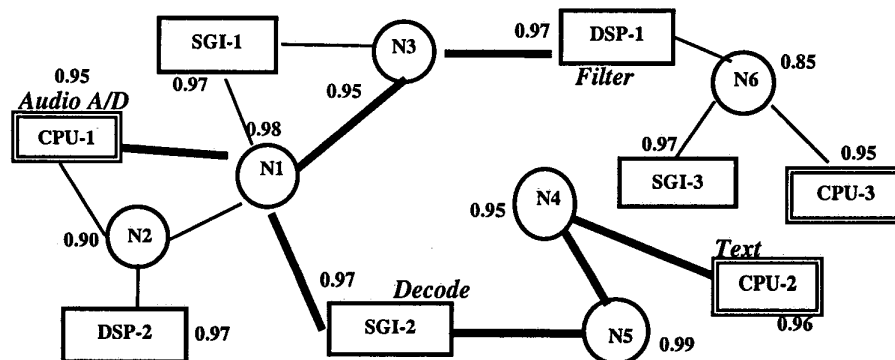 SGI-1
N3
0.97
DSP-1
Filter
N6
0.85
0.95
Audio A/D
0.97
0.95
CPU-1
0.98
N1
0.97
SGI-3
0.95
CPU-3
N4
0.95
N2
0.90
Text
CPU-2
0.96
0.97
Decode
SGI-2
DSP-2
0.97
N5
0.99